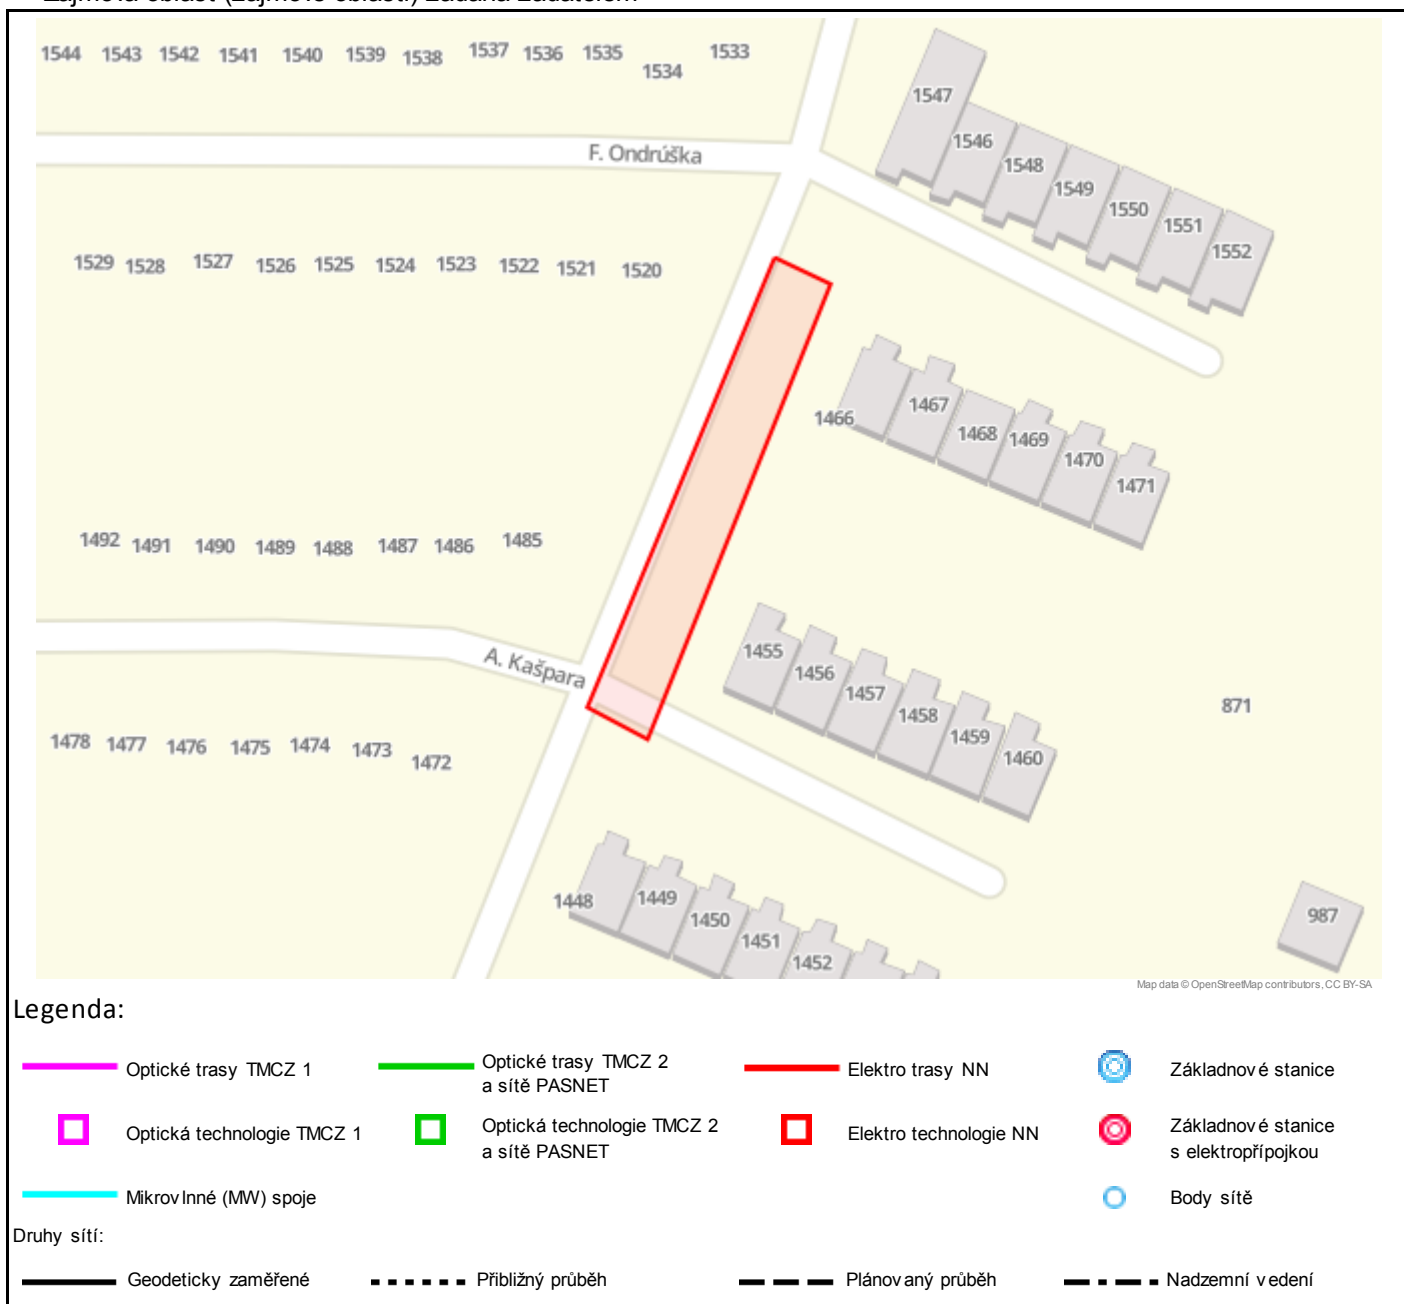 Zájmová oblast (zájmové oblasti) zadaná žadatelem
1544 1543 1542 1541 1540 1539 1538 1537 1536 1535 1534 1533
1547
1546
F. Ondrúška
1548
1549
1550
1551
1552
1529 1528 1527 1526 1525 1524 1523 1522 1521 1520
1466 1467 1468 1469 1470 1471
1492 1491 1490 1489 1488 1487 1486 1485
A. Kašpara
1455 1456 1457 1458 1459 1460
871
1478 1477 1476 1475 1474 1473 1472
1448 1449 1450 1451 1452
987
Map data © OpenStreetMap contributors, CC BY-SA
Legenda:
Optické trasy TMCZ 1
Optické trasy TMCZ 2
a sítě PASNET
Elektro trasy NN
Základnové stanice
Optická technologie TMCZ 1
Optická technologie TMCZ 2
a sítě PASNET
Elektro technologie NN
Základnové stanice
s elektropřípojkou
Mikrovlnné (MW) spoje
Body sítě
Druhy sítí:
Geodeticky zaměřené
Přibližný průběh
Plánovaný průběh
Nadzemní vedení